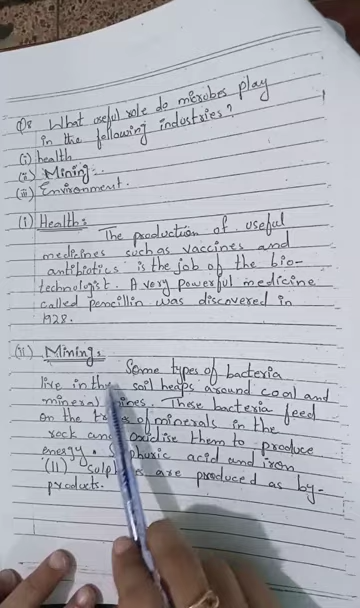 Q8 What useful role do microbes play
in the following industries?
(i) health
(ii) Mining.
(iii) Environment.
(i) Health:
The production of useful
medicines such as vaccines and
antibiotics is the job of the bio-
technologist. A very powerful medicine
called pencillin was discovered in
1928.
(ii) Mining:
Some types of bacteria
live in the soil heaps around coal and
mineral mines. These bacteria feed
on the of minerals in the
rock and oxidise them to produce
energy. acid and iron
(II) are produced as by-
products.